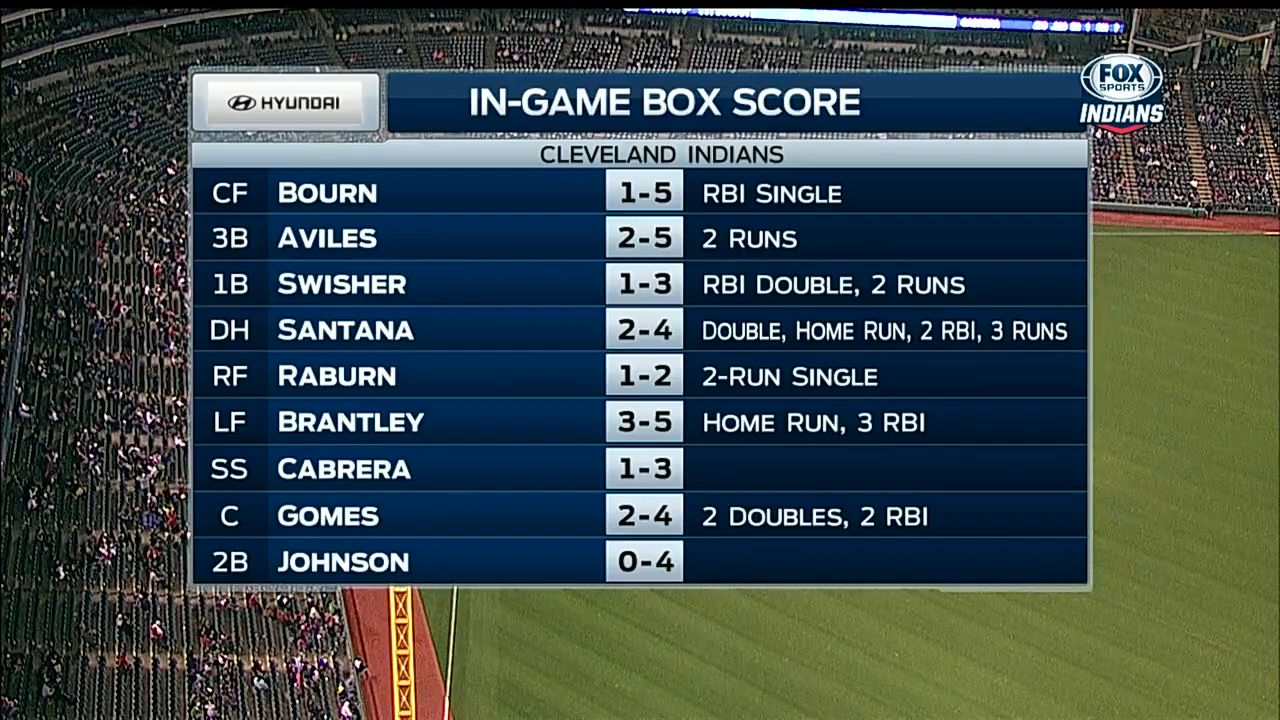 HYUNDAI
IN-GAME BOX SCORE
FOX
SPORTS
INDIANS
CLEVELAND INDIANS
CF BOURN 1-5 RBI SINGLE
3B AVILES 2-5 2 RUNS
1B SWISHER 1-3 RBI DOUBLE, 2 RUNS
DH SANTANA 2-4 DOUBLE, HOME RUN, 2 RBI, 3 RUNS
RF RABURN 1-2 2-RUN SINGLE
LF BRANTLEY 3-5 HOME RUN, 3 RBI
SS CABRERA 1-3
C GOMES 2-4 2 DOUBLES, 2 RBI
2B JOHNSON 0-4